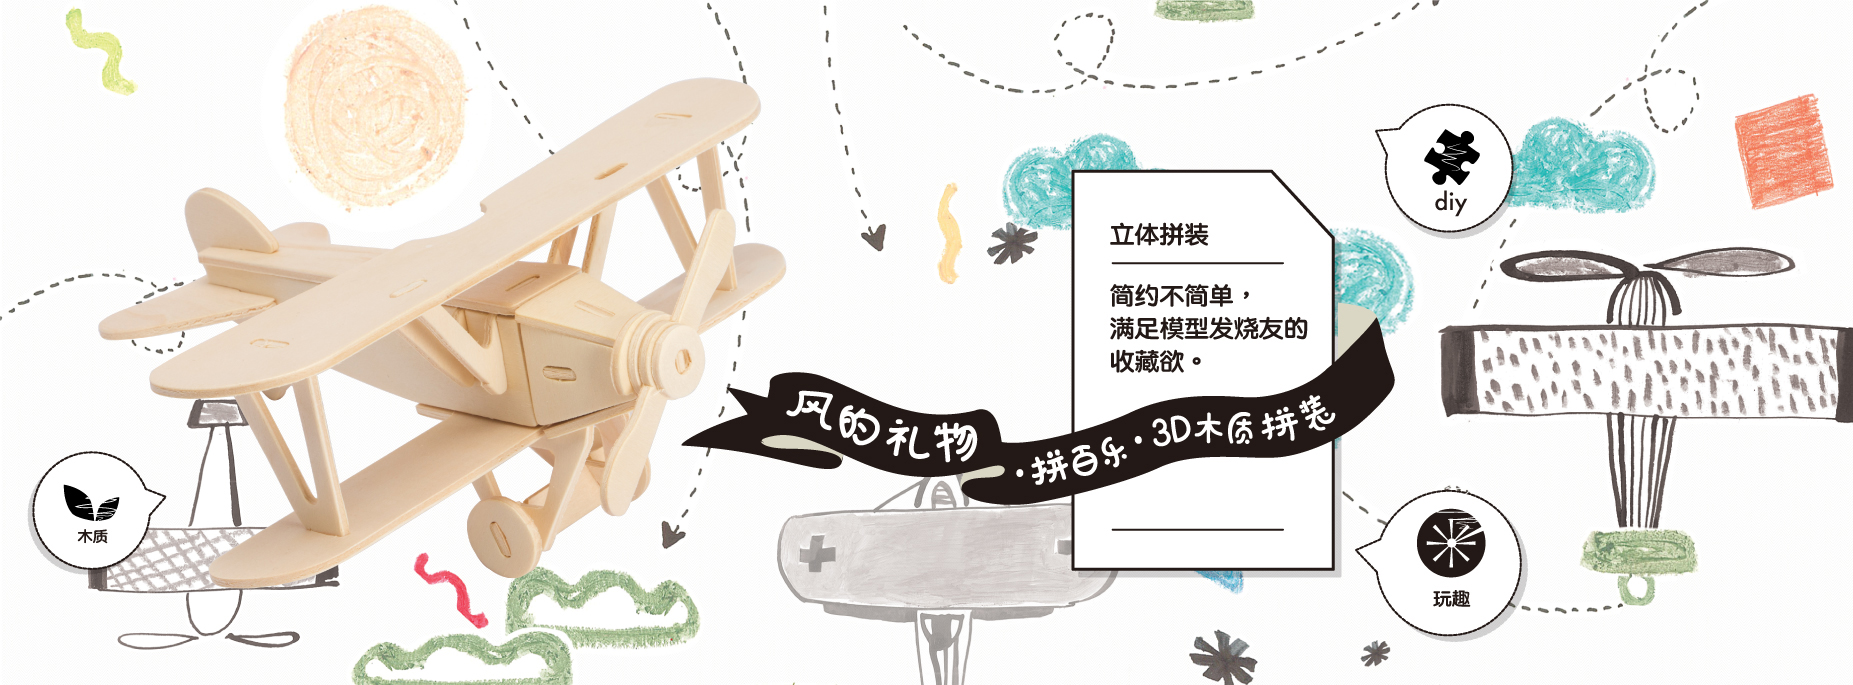 立体拼装
简约不简单，
满足模型发烧友的
收藏欲。
风的礼物
·拼百乐·3D木质拼装
木质
diy
玩趣